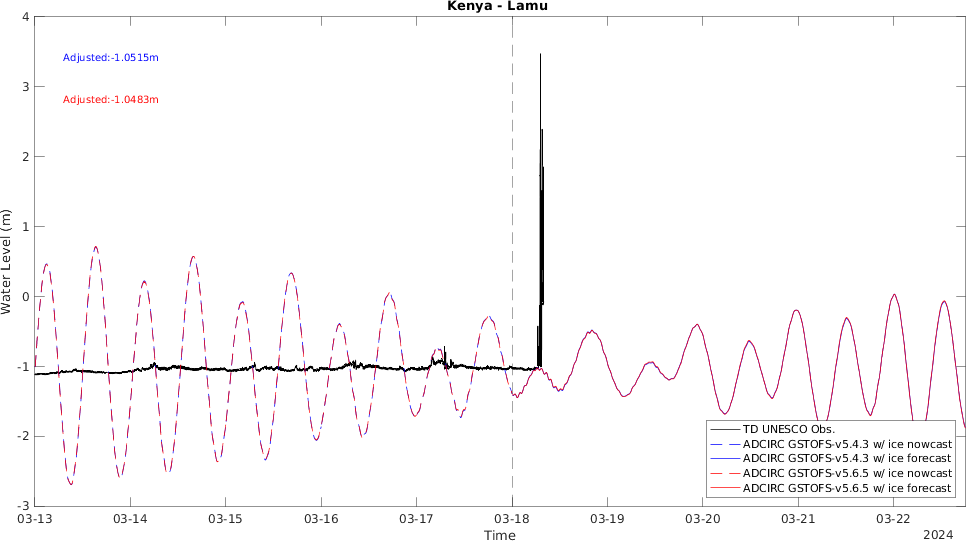 Kenya - Lamu
4
3
2
1
0
-1
-2
-3
Water Level (m)
Adjusted:-1.0515m
Adjusted:-1.0483m
TD UNESCO Obs.
ADCIRC GSTOFS-v5.4.3 w/ ice nowcast
ADCIRC GSTOFS-v5.4.3 w/ ice forecast
ADCIRC GSTOFS-v5.6.5 w/ ice nowcast
ADCIRC GSTOFS-v5.6.5 w/ ice forecast
03-13 03-14 03-15 03-16 03-17 03-18 03-19 03-20 03-21 03-22
Time
2024